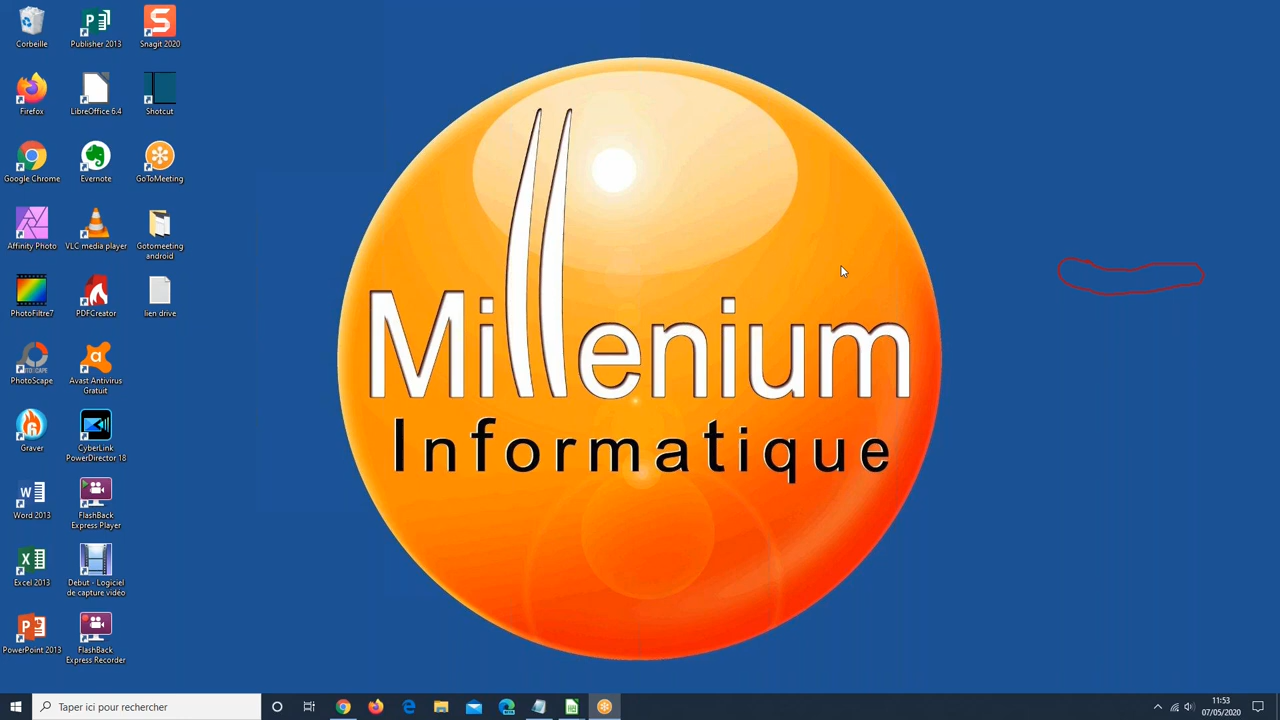 Corbeille
Publisher 2013
Snagit 2020
Firefox
LibreOffice 6.4
Shotcut
Google Chrome
Evernote
GoToMeeting
Affinity Photo
VLC media player
Gotomeeting
android
PhotoFiltre7
PDFCreator
lien drive
PhotoScape
Avast Antivirus
Gratuit
Graver
CyberLink
PowerDirector 18
Word 2013
FlashBack
Express Player
Excel 2013
Debut - Logiciel
de capture vidéo
PowerPoint 2013
FlashBack
Express Recorder
Millenium
Informatique
Taper ici pour rechercher
11:53
07/05/2020